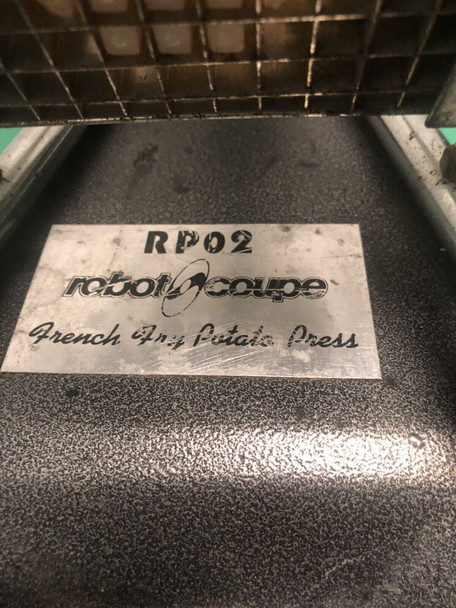 RP02
robot coupe
French Fry Potato Press